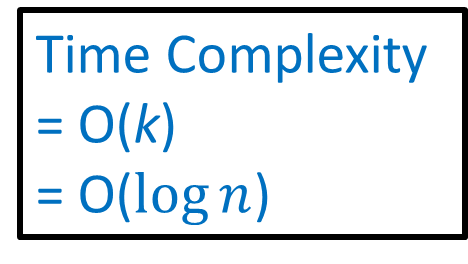 Time Complexity
= O(k)
= O(log n)